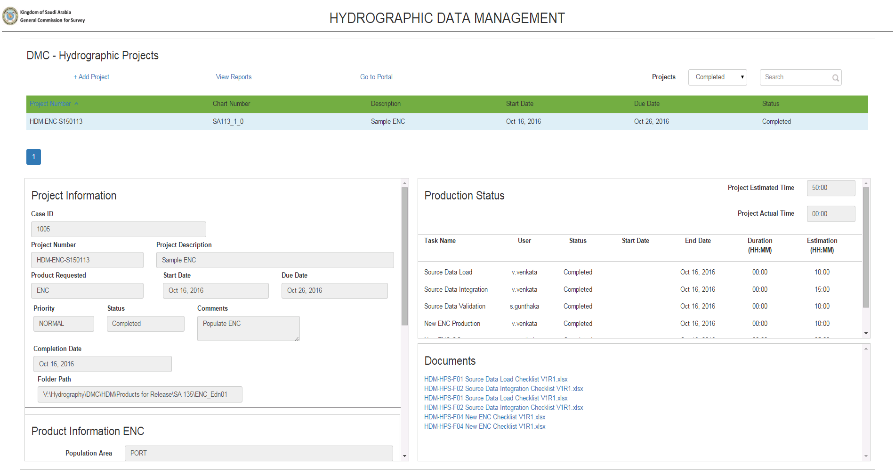 Kingdom of Saudi Arabia
General Commission for Survey
HYDROGRAPHIC DATA MANAGEMENT
DMC - Hydrographic Projects
+ Add Project View Reports Go to Portal Projects Completed Search
Project Number Chart Number Description Start Date Due Date Status
HDM-ENC-S150113 SA113_1_0 Sample ENC Oct 16, 2016 Oct 26, 2016 Completed
1
Project Information
Case ID
1005
Project Number Project Description
HDM-ENC-S150113 Sample ENC
Product Requested Start Date Due Date
ENC Oct 16, 2016 Oct 26, 2016
Priority Status Comments
NORMAL Completed Populate ENC
Completion Date
Oct 16, 2016
Folder Path
V:\Hydrography\DMC\HDM\Products for Release\SA 135\ENC_Edn01
Product Information ENC
Population Area PORT
Production Status
Project Estimated Time 50:00
Project Actual Time 00:00
Task Name User Status Start Date End Date Duration (HH:MM) Estimation (HH:MM)
Source Data Load v.venkata Completed Oct 16, 2016 00:00 10:00
Source Data Integration v.venkata Completed Oct 16, 2016 00:00 15:00
Source Data Validation s.gunthaka Completed Oct 16, 2016 00:00 10:00
New ENC Production v.venkata Completed Oct 16, 2016 00:00 10:00
Documents
HDM-HPS-F01 Source Data Load Checklist V1R1.xlsx
HDM-HPS-F02 Source Data Integration Checklist V1R1.xlsx
HDM-HPS-F01 Source Data Load Checklist V1R1.xlsx
HDM-HPS-F02 Source Data Integration Checklist V1R1.xlsx
HDM-HPS-F04 New ENC Checklist V1R1.xlsx
HDM-HPS-F04 New ENC Checklist V1R1.xlsx